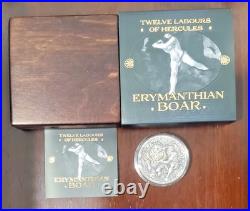 TWELVE LABOURS
OF HERCULES
ERYMANTHIAN
BOAR
TWELVE LABOURS
OF HERCULES
ERYMANTHIAN
BOAR